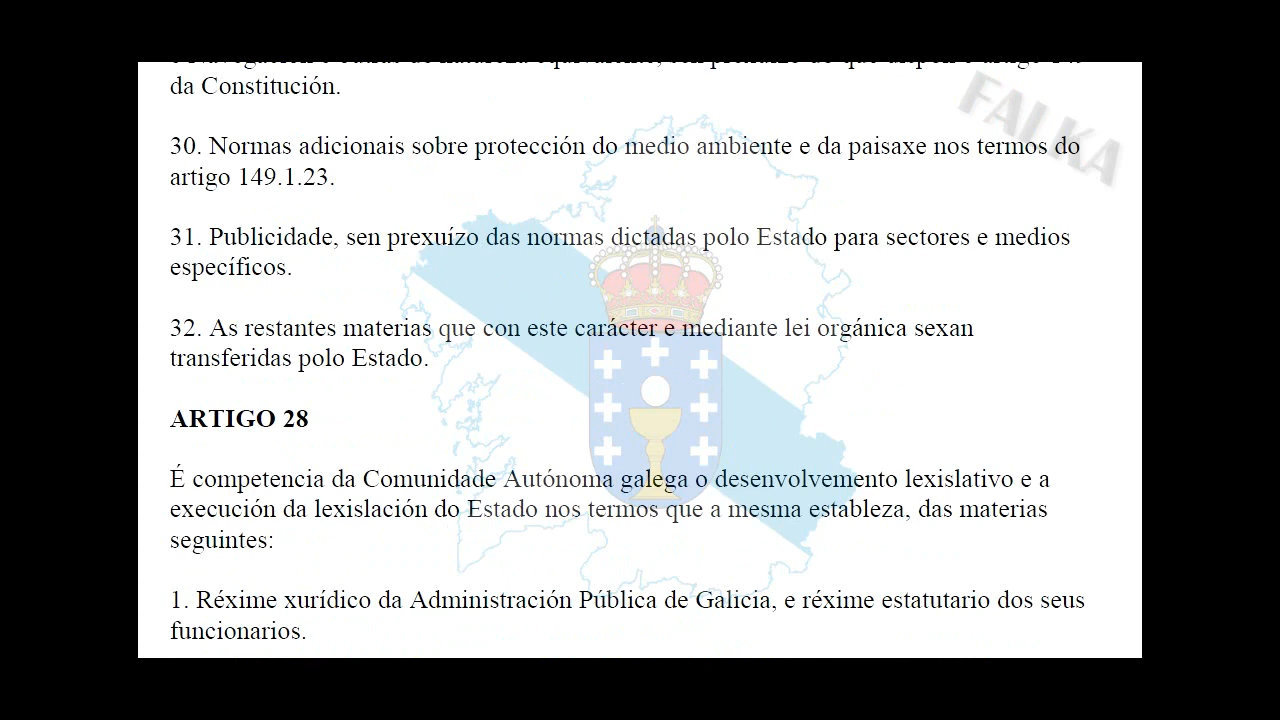 da Constitución.
30. Normas adicionais sobre protección do medio ambiente e da paisaxe nos termos do
artigo 149.1.23.
31. Publicidade, sen prexuízo das normas dictadas polo Estado para sectores e medios
específicos.
32. As restantes materias que con este carácter e mediante lei orgánica sexan
transferidas polo Estado.
ARTIGO 28
É competencia da Comunidade Autónoma galega o desenvolvemento lexislativo e a
execución da lexislación do Estado nos termos que a mesma estableza, das materias
seguintes:
1. Réxime xurídico da Administración Pública de Galicia, e réxime estatutario dos seus
funcionarios.
FALKA